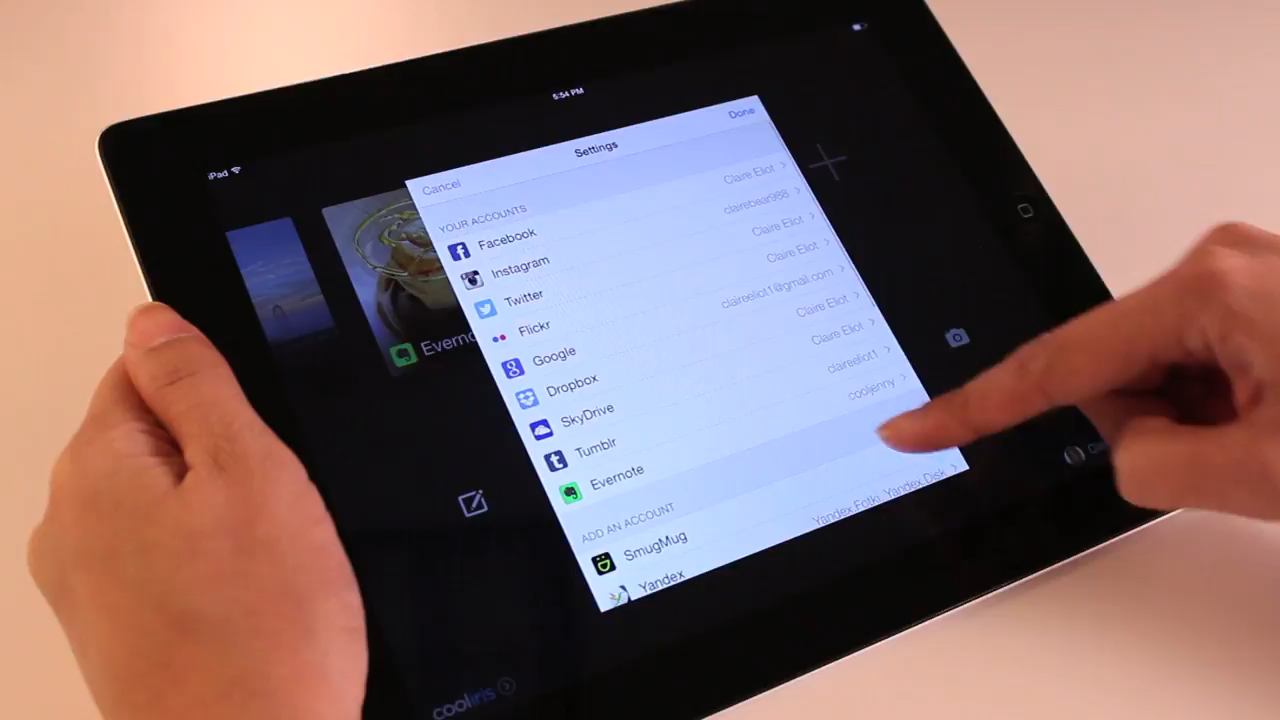 iPad
5:54 PM
Cancel
Settings
Done
YOUR ACCOUNTS
Facebook Claire Eliot
Instagram clairebear988
Twitter Claire Eliot
Flickr Claire Eliot
Google claireeliot1@gmail.com
Dropbox Claire Eliot
SkyDrive Claire Eliot
Tumblr claireeliot1
Evernote cooljenny
ADD AN ACCOUNT
SmugMug
Yandex Yandex.Fotki, Yandex.Disk
cooliris